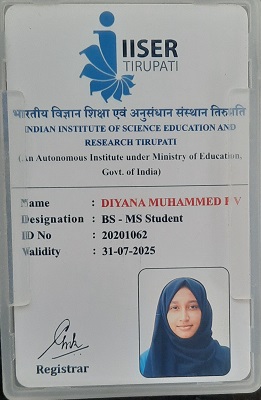 IISER
TIRUPATI
भारतीय विज्ञान शिक्षा एवं अनुसंधान संस्थान तिरुपति
INDIAN INSTITUTE OF SCIENCE EDUCATION AND
RESEARCH TIRUPATI
(An Autonomous Institute under Ministry of Education,
Govt. of India)
Name : DIYANA MUHAMMED
Designation : BS - MS Student
ID No : 20201062
Validity : 31-07-2025
Registrar